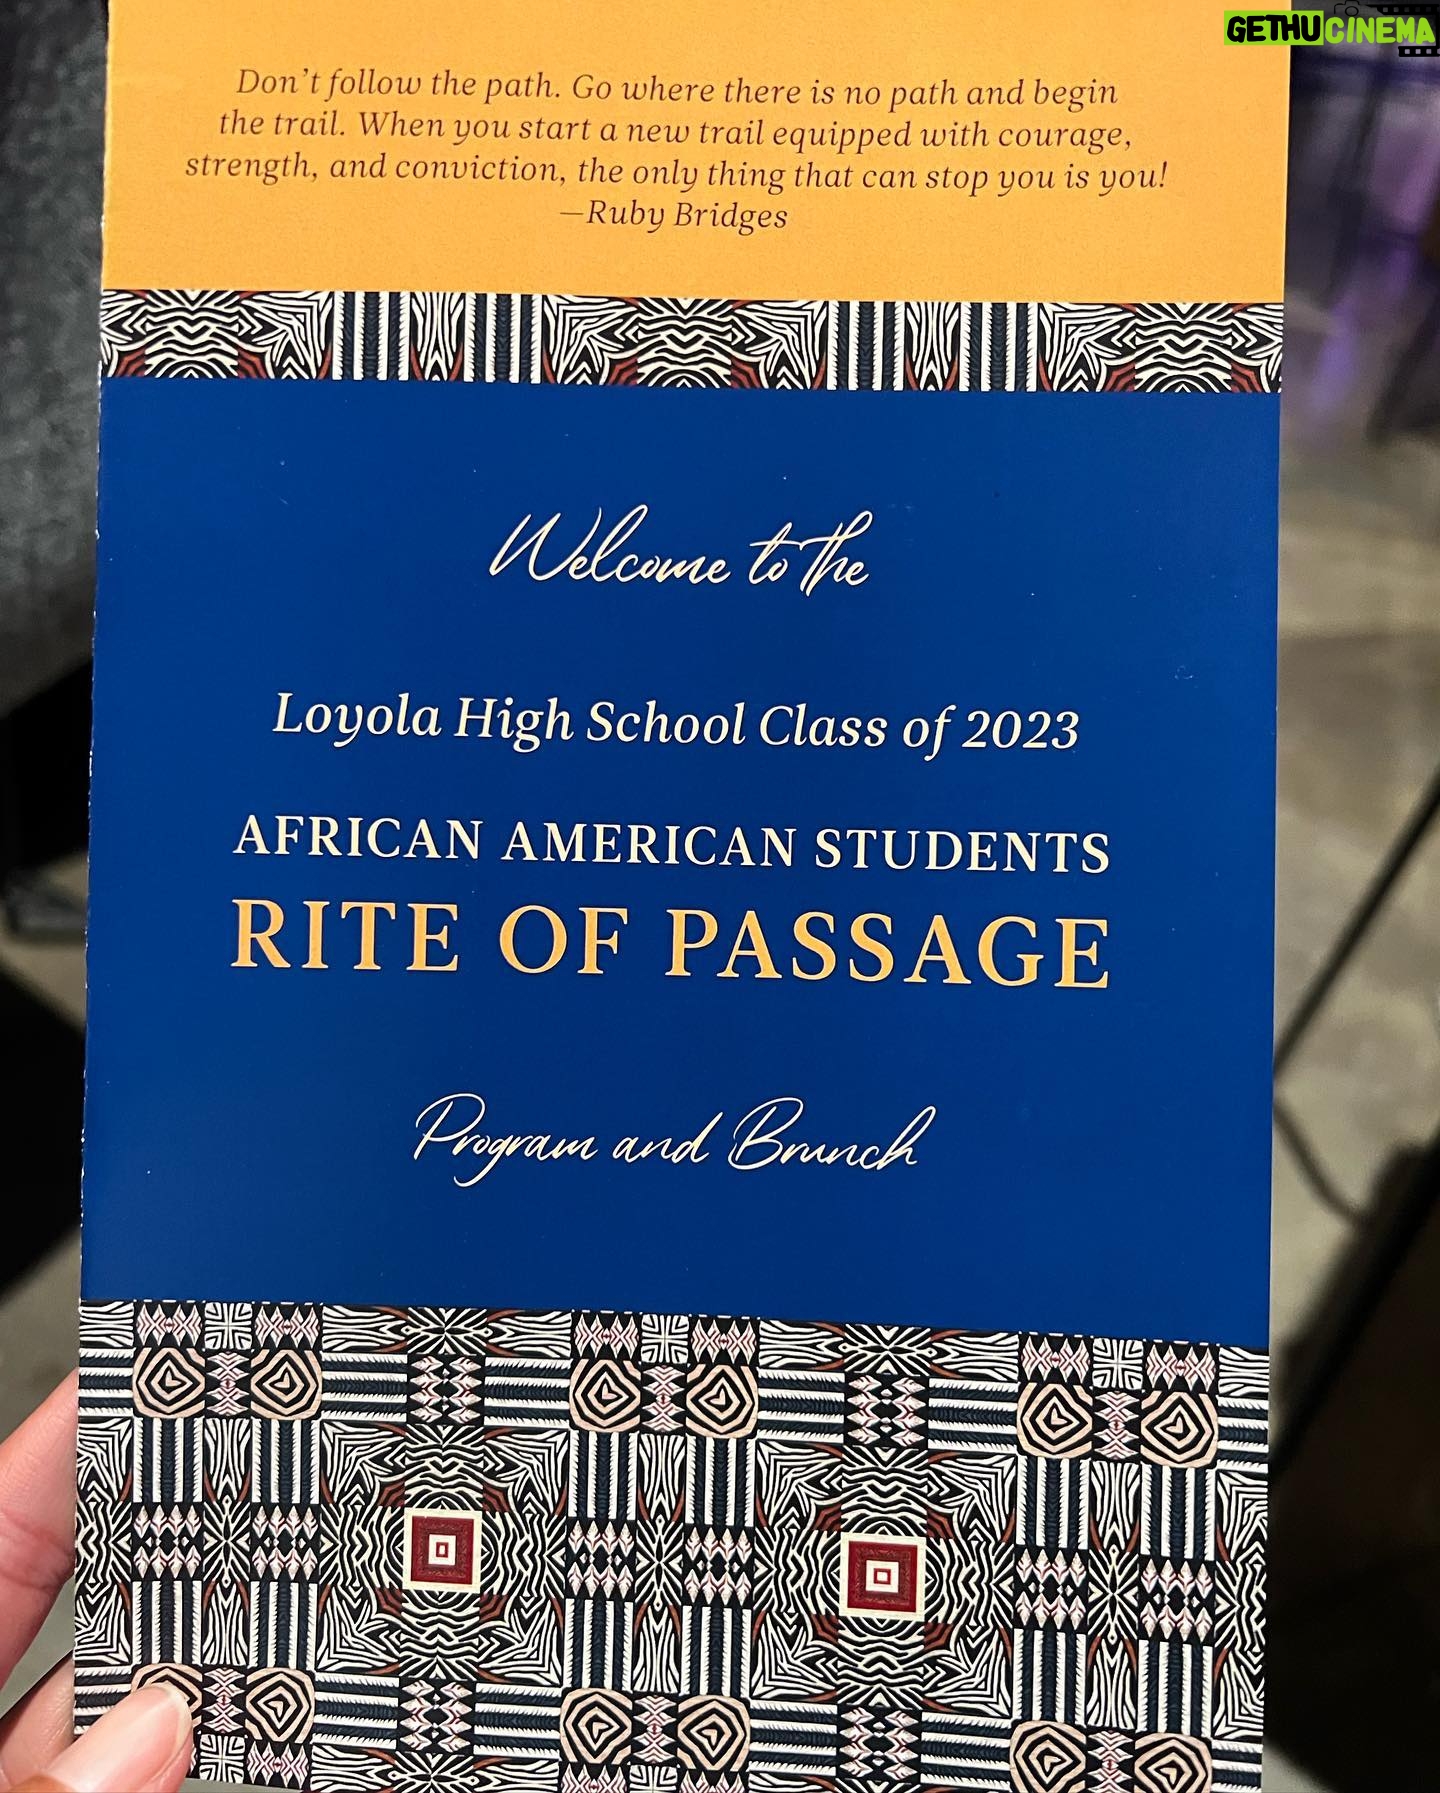 GETHUCINEMA
Don't follow the path. Go where there is no path and begin
the trail. When you start a new trail equipped with courage,
strength, and conviction, the only thing that can stop you is you!
—Ruby Bridges
Welcome to the
Loyola High School Class of 2023
AFRICAN AMERICAN STUDENTS
RITE OF PASSAGE
Program and Brunch